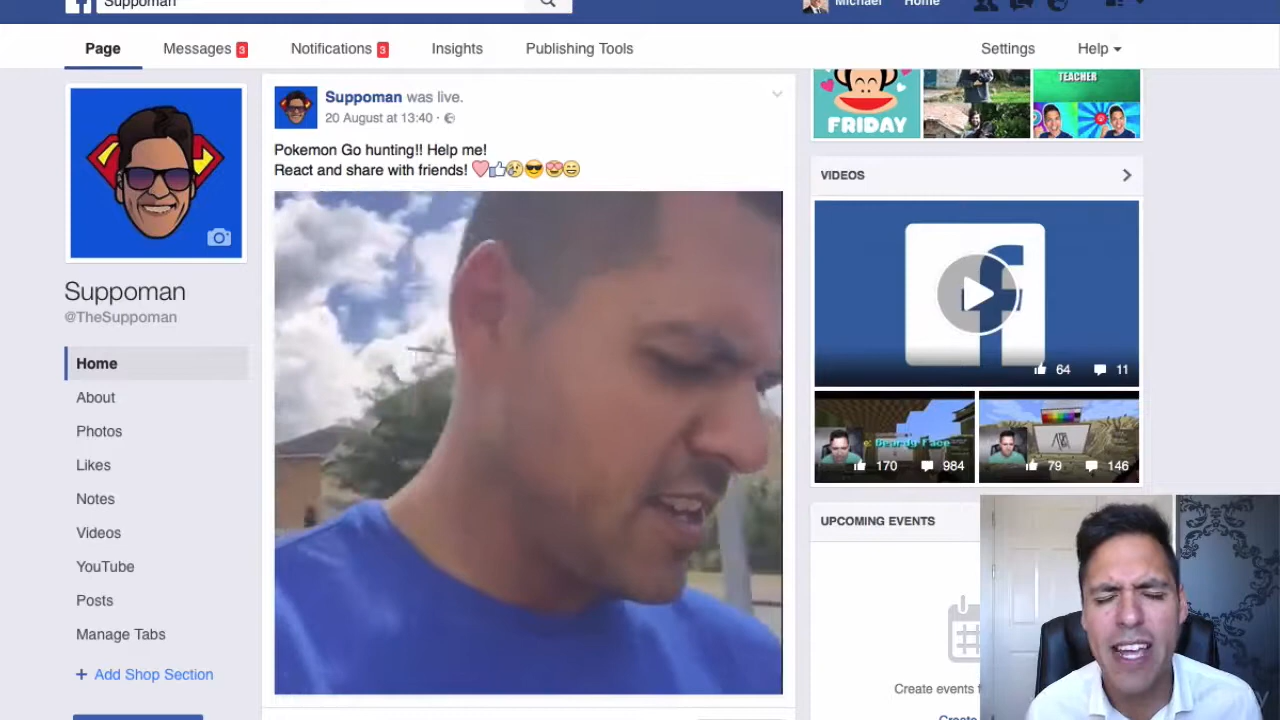 Suppoman
Michael
Home
Page
Messages 3
Notifications 3
Insights
Publishing Tools
Settings
Help
Suppoman
@TheSuppoman
Home
About
Photos
Likes
Notes
Videos
YouTube
Posts
Manage Tabs
+ Add Shop Section
Suppoman was live.
20 August at 13:40 ·
Pokemon Go hunting!! Help me!
React and share with friends!
FRIDAY
TEACHER
VIDEOS
64 11
170 984
79 146
UPCOMING EVENTS
Create events
Create